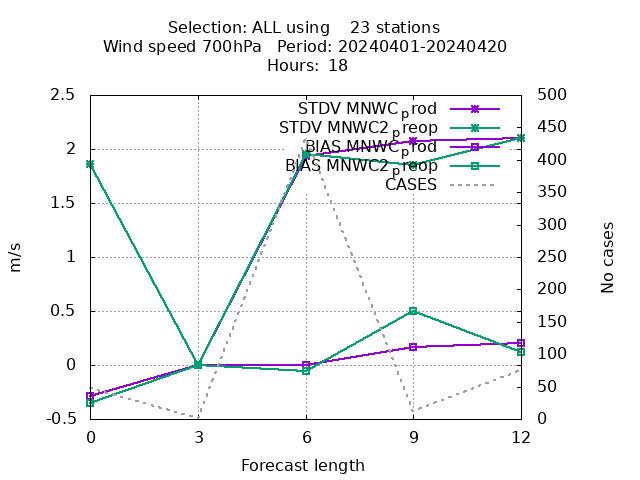 Selection: ALL using 23 stations
Wind speed 700hPa Period: 20240401-20240420
Hours: 18
2.5
2
1.5
1
0.5
0
-0.5
m/s
500
450
400
350
300
250
200
150
100
50
0
No cases
STDV MNWC_prod
STDV MNWC2_preop
BIAS MNWC_prod
BIAS MNWC2_preop
CASES
0 3 6 9 12
Forecast length